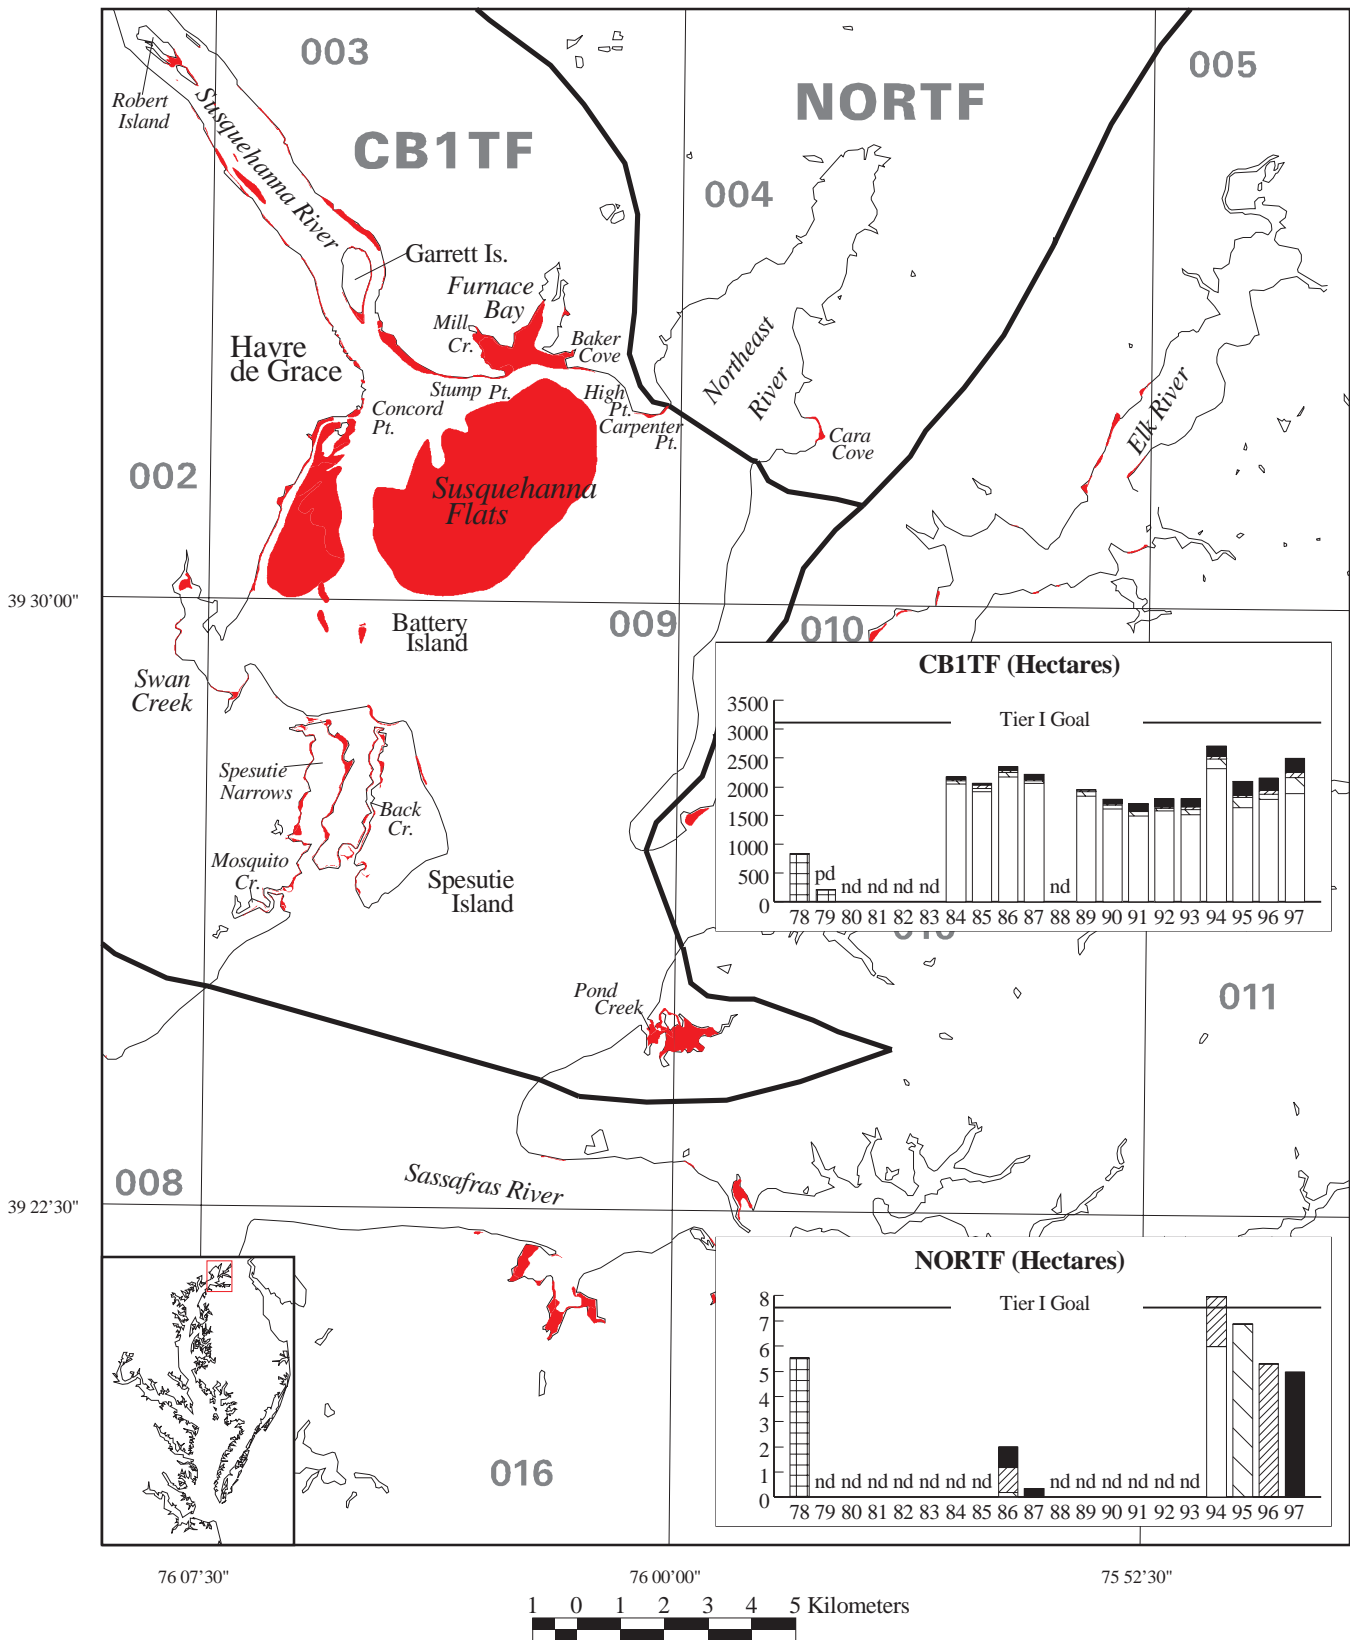 003
005
NORTF
CB1TF
Robert
Island
Susquehanna River
004
Garrett Is.
Furnace
Bay
Mill
Cr.
Baker
Cove
Havre
de Grace
Northeast
River
Stump Pt.
High
Pt.
Concord
Pt.
Carpenter
Pt.
Cara
Cove
Elk River
002
Susquehanna
Flats
39 30'00"
Battery
Island
009
010
Swan
Creek
CB1TF (Hectares)
3500
3000
2500
2000
1500
1000
500
0
Tier I Goal
pd nd nd nd nd nd
78 79 80 81 82 83 84 85 86 87 88 89 90 91 92 93 94 95 96 97
Spesutie
Narrows
Back
Cr.
Mosquito
Cr.
Spesutie
Island
Pond
Creek
011
008
Sassafras River
39 22'30"
NORTF (Hectares)
8
7
6
5
4
3
2
1
0
Tier I Goal
nd nd nd nd nd nd nd nd nd nd nd nd nd
78 79 80 81 82 83 84 85 86 87 88 89 90 91 92 93 94 95 96 97
016
76 07'30"
76 00'00"
75 52'30"
1 0 1 2 3 4 5 Kilometers